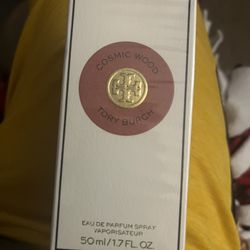 COSMIC WOOD
TORY BURCH
EAU DE PARFUM SPRAY
VAPORISATEUR
50 ml/1.7 FL. OZ.